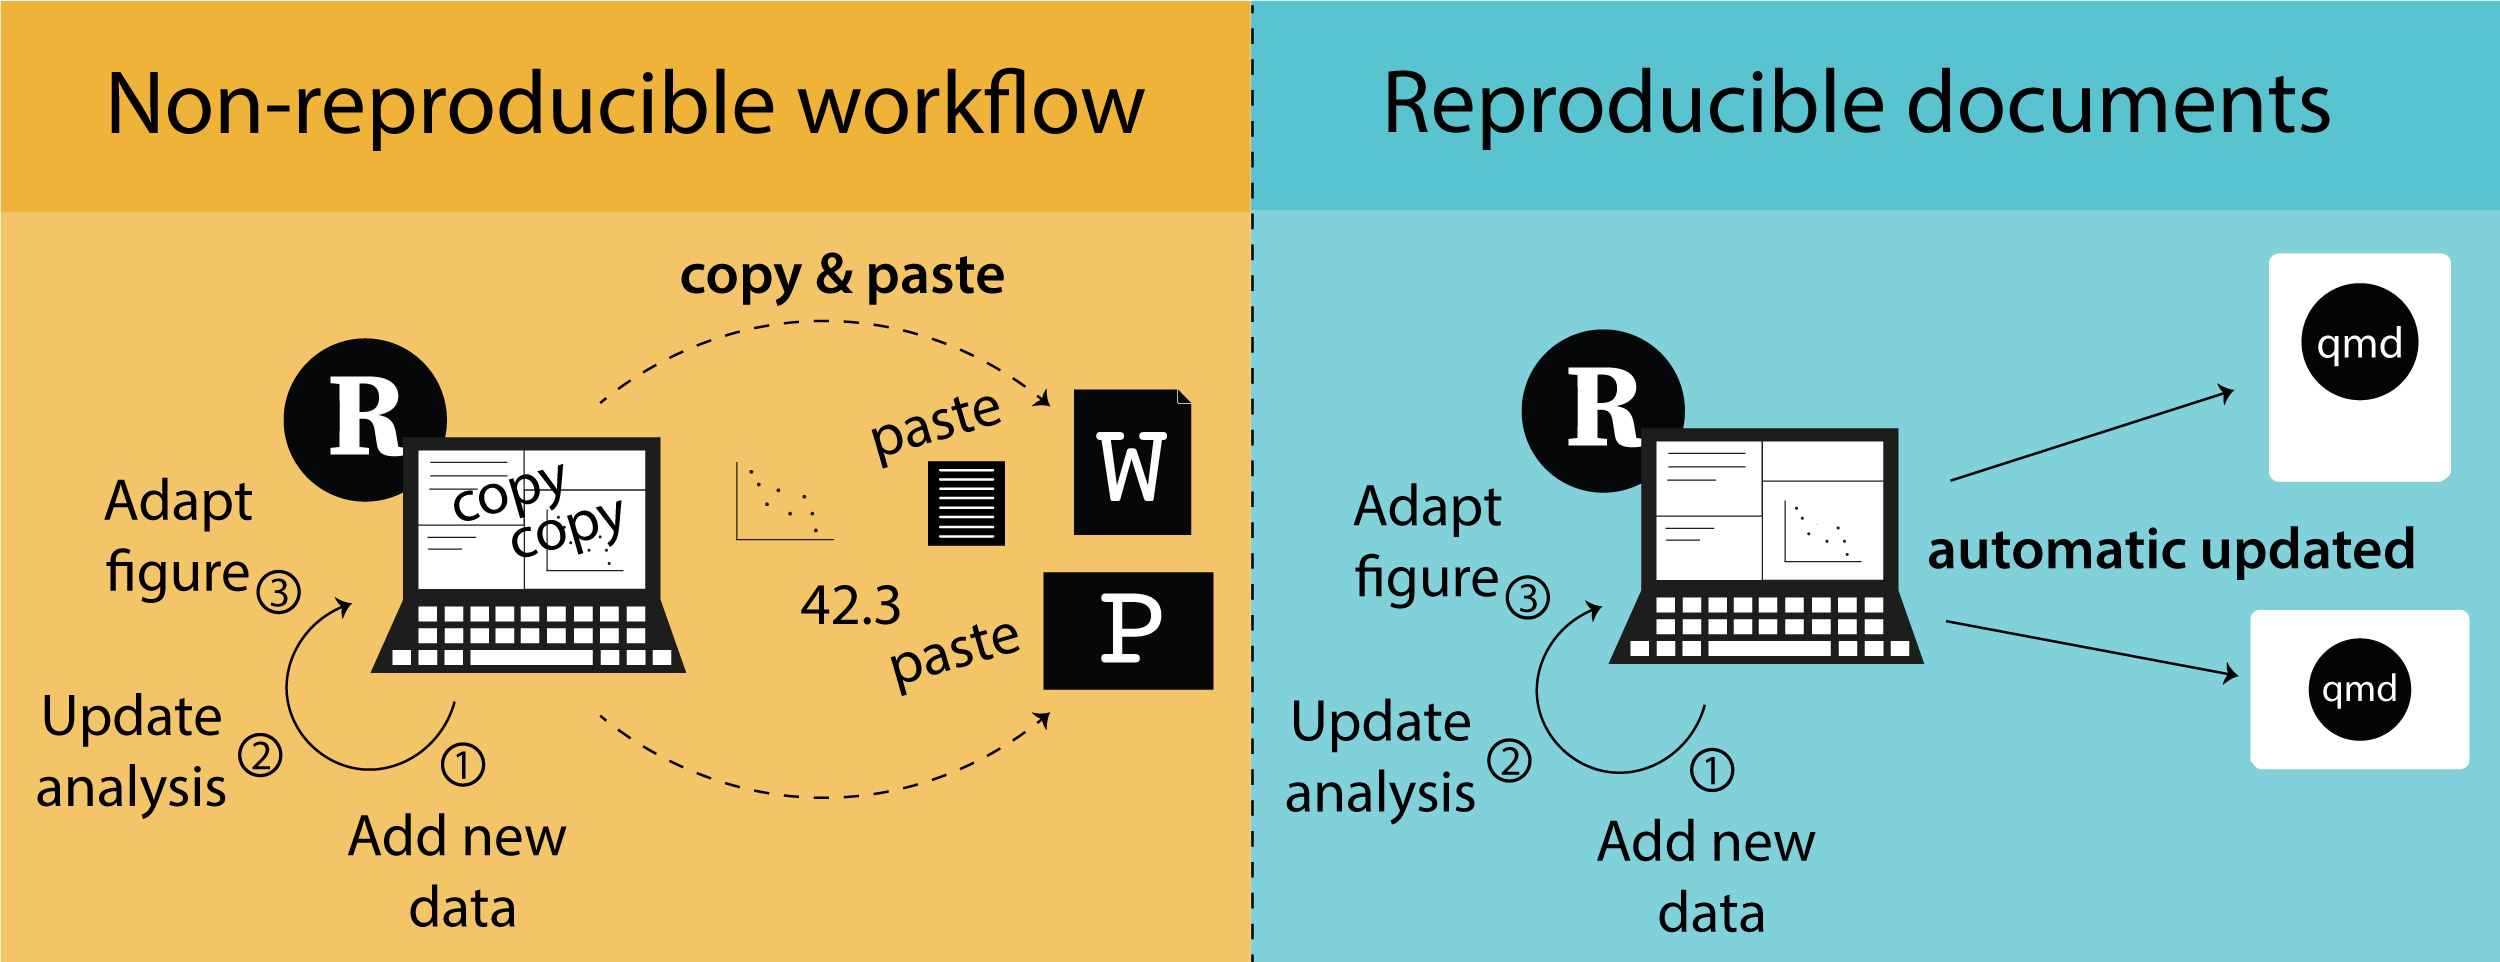 Non-reproducible workflow
copy & paste
R
copy
copy
paste
W
42.3
paste
P
Adapt
figure ③
Update
analysis ②
①
Add new
data
Reproducible documents
R
qmd
automatic updated
qmd
Adapt
figure ③
Update
analysis ②
①
Add new
data